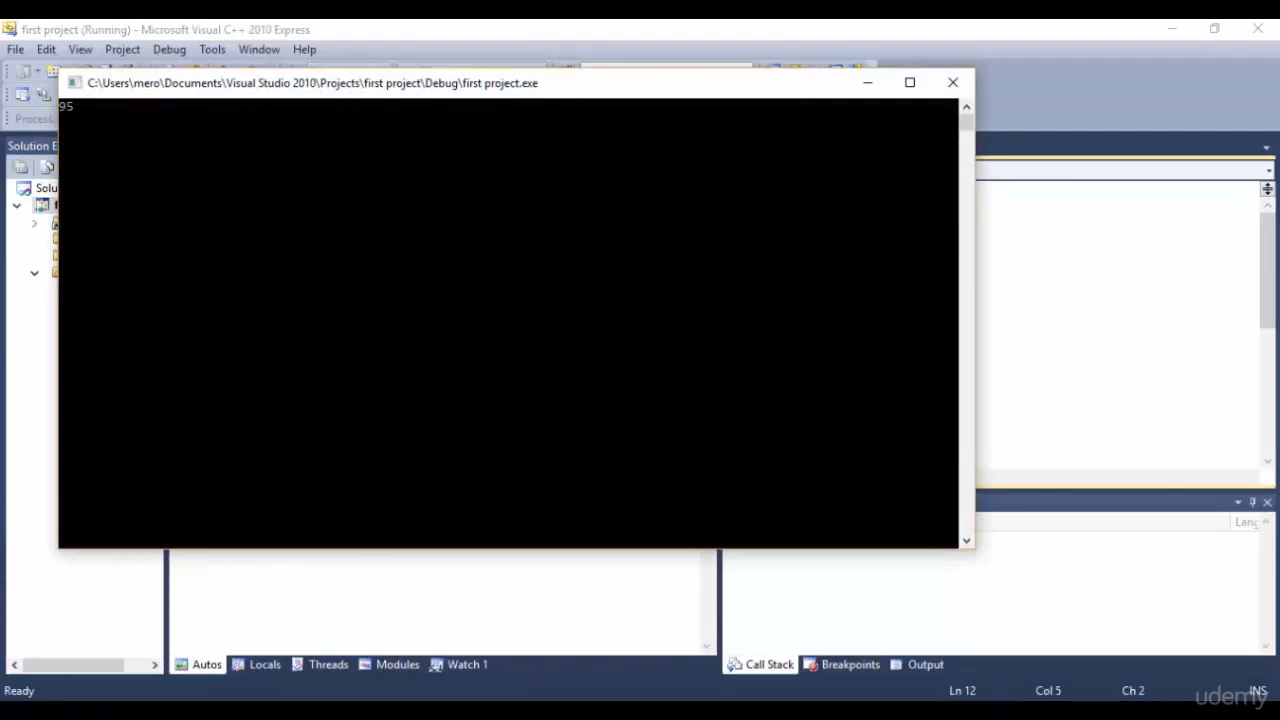 first project (Running) - Microsoft Visual C++ 2010 Express
File Edit View Project Debug Tools Window Help
C:\Users\mero\Documents\Visual Studio 2010\Projects\first project\Debug\first project.exe
95
Process
Solution E
Solu
Autos Locals Threads Modules Watch 1
Call Stack Breakpoints Output
Ready Ln 12 Col 5 Ch 2 INS
udemy